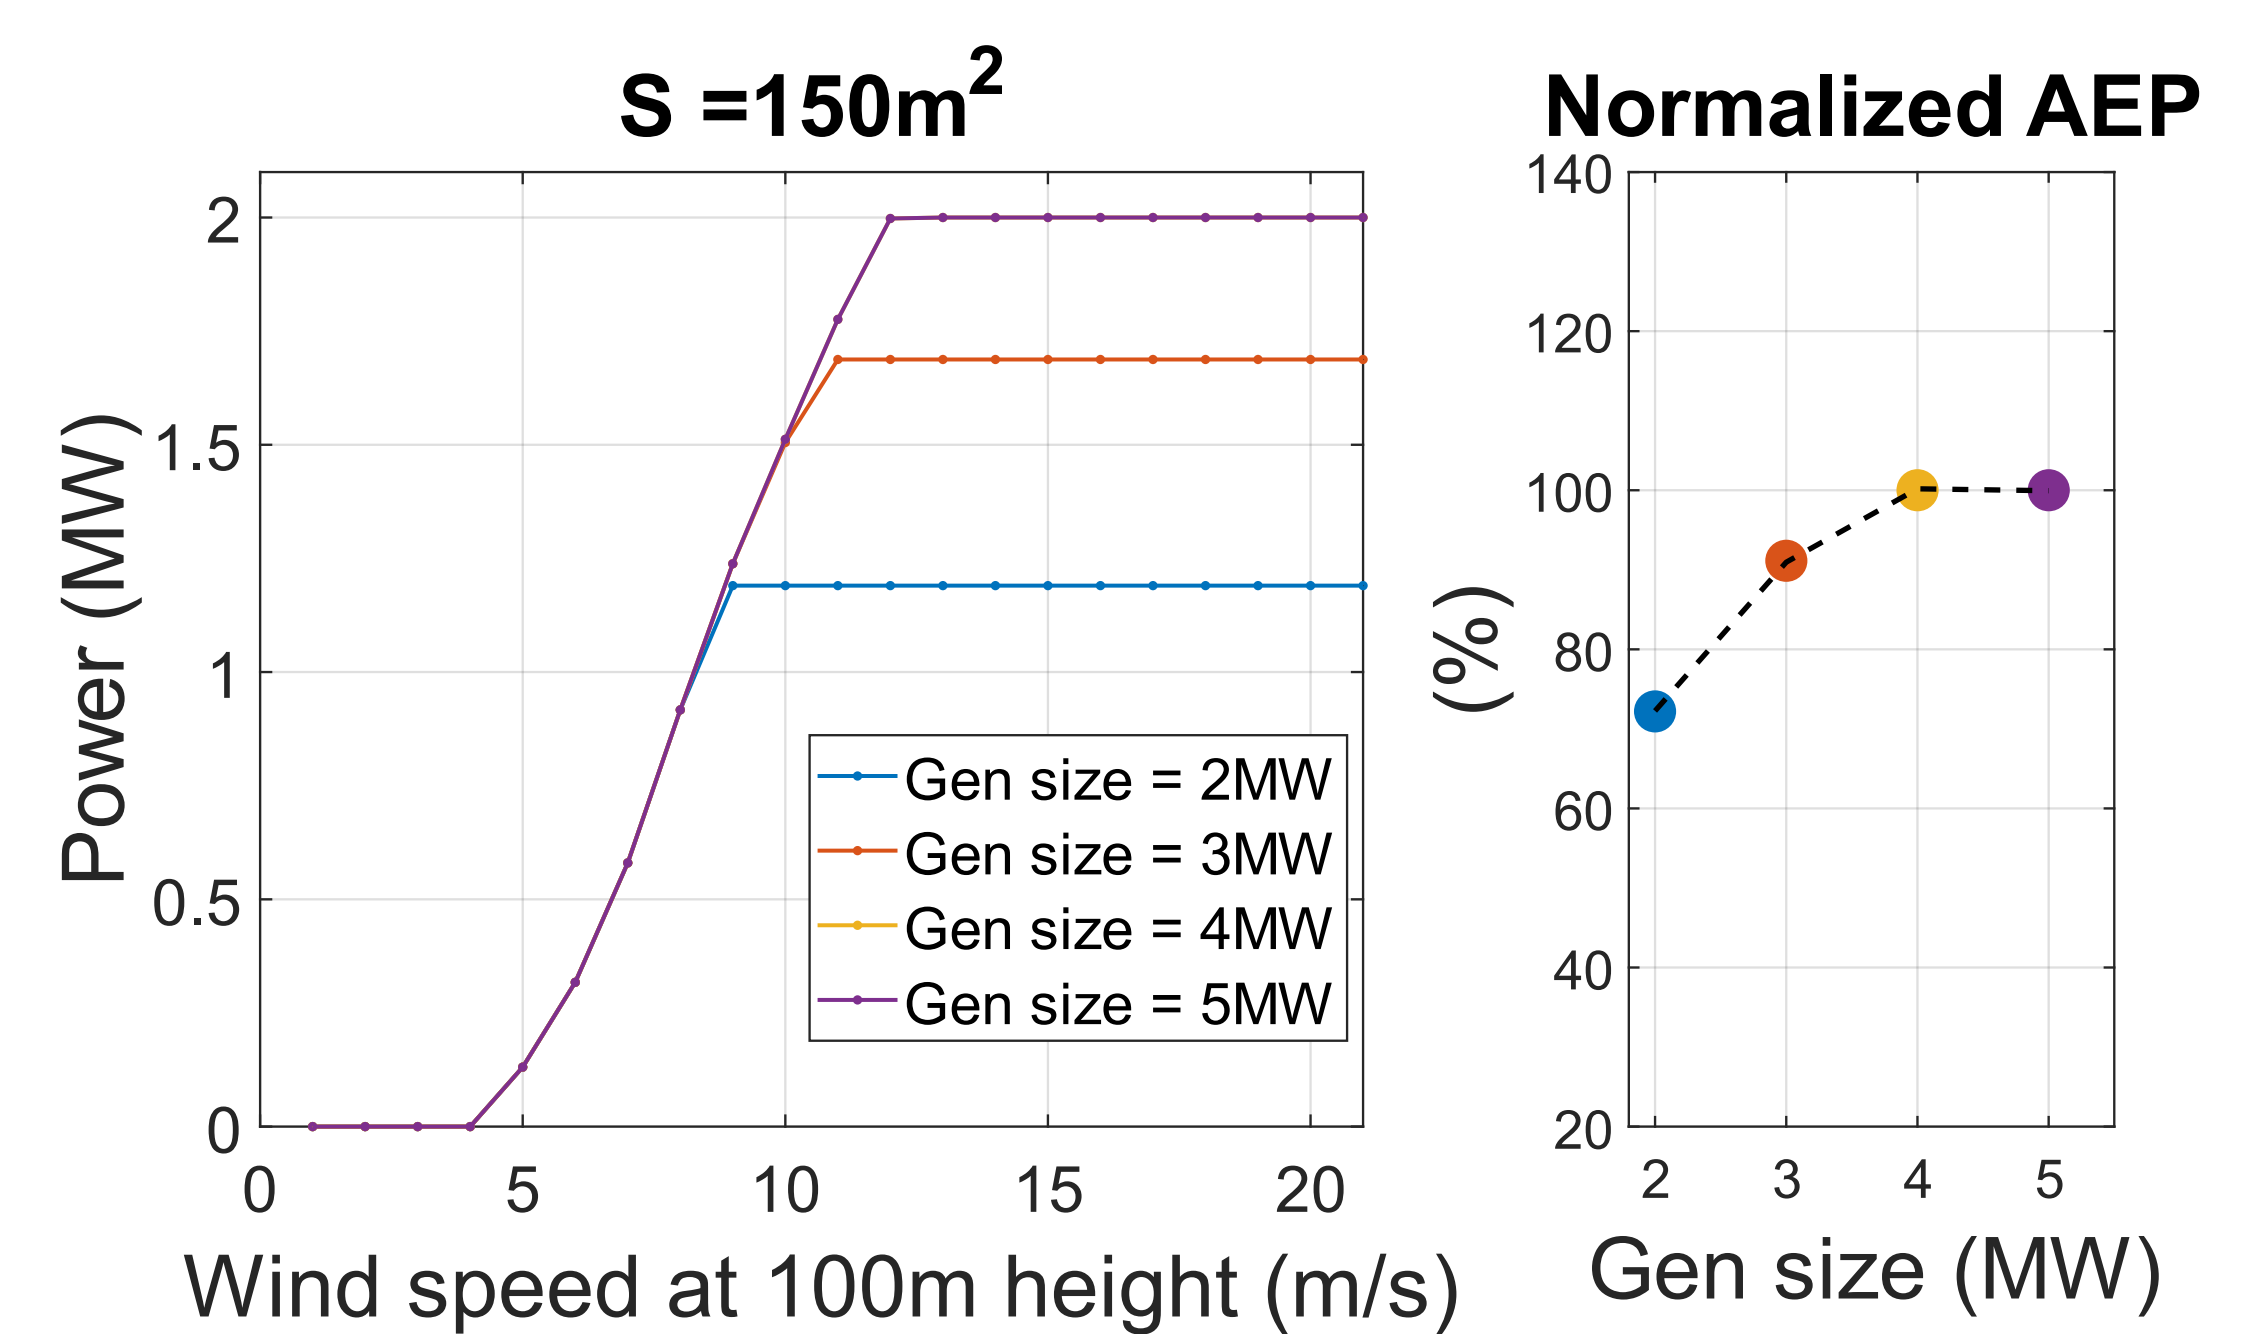 S =150m²
Power (MW)
2
1.5
1
0.5
0
0 5 10 15 20
Wind speed at 100m height (m/s)
Gen size = 2MW
Gen size = 3MW
Gen size = 4MW
Gen size = 5MW
Normalized AEP
(%)
140
120
100
80
60
40
20
2 3 4 5
Gen size (MW)